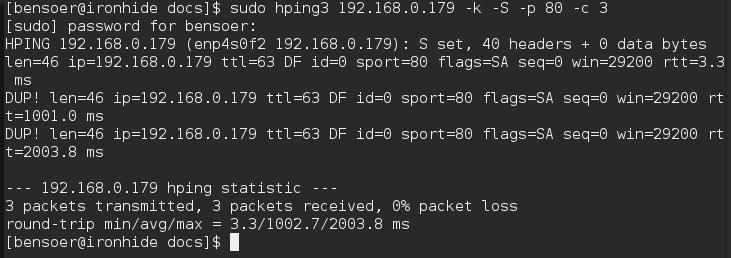 [bensoer@ironhide docs]$ sudo hping3 192.168.0.179 -k -S -p 80 -c 3
[sudo] password for bensoer:
HPING 192.168.0.179 (enp4s0f2 192.168.0.179): S set, 40 headers + 0 data bytes
len=46 ip=192.168.0.179 ttl=63 DF id=0 sport=80 flags=SA seq=0 win=29200 rtt=3.3
 ms
DUP! len=46 ip=192.168.0.179 ttl=63 DF id=0 sport=80 flags=SA seq=0 win=29200 rt
t=1001.0 ms
DUP! len=46 ip=192.168.0.179 ttl=63 DF id=0 sport=80 flags=SA seq=0 win=29200 rt
t=2003.8 ms
--- 192.168.0.179 hping statistic ---
3 packets transmitted, 3 packets received, 0% packet loss
round-trip min/avg/max = 3.3/1002.7/2003.8 ms
[bensoer@ironhide docs]$